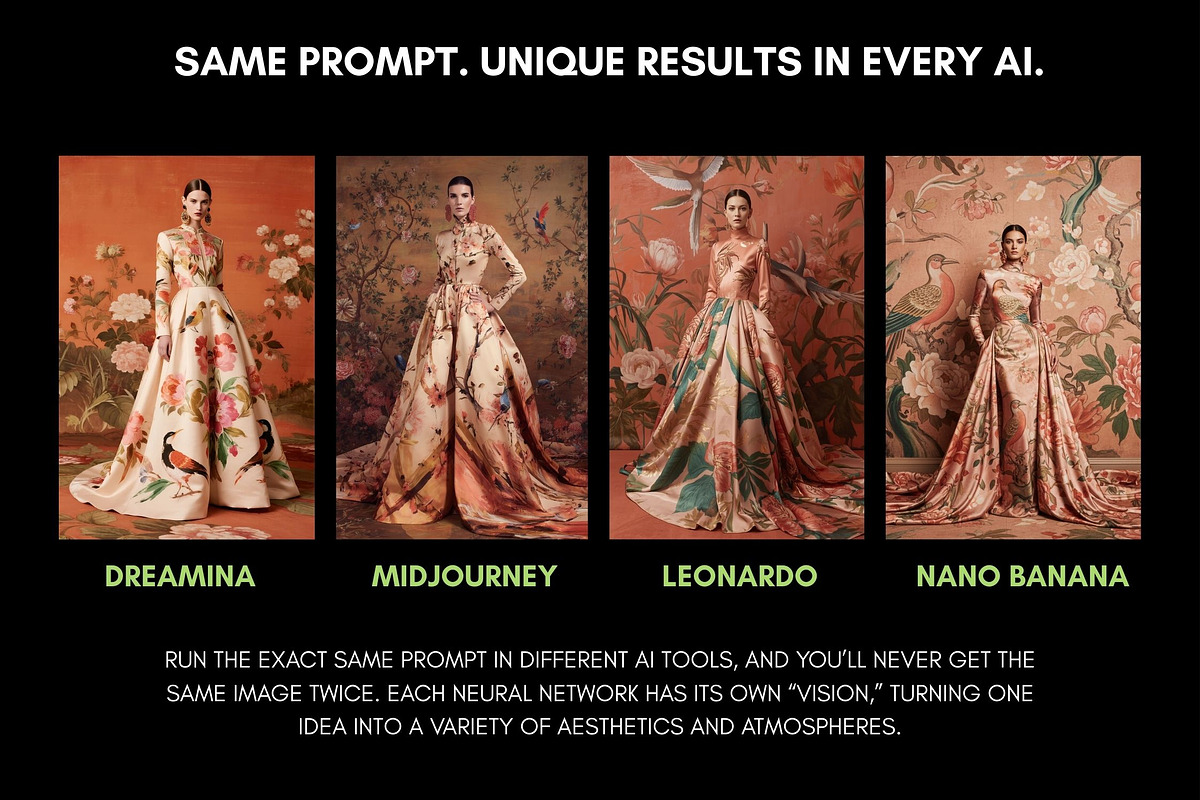 SAME PROMPT. UNIQUE RESULTS IN EVERY AI.
DREAMINA
MIDJOURNEY
LEONARDO
NANO BANANA
RUN THE EXACT SAME PROMPT IN DIFFERENT AI TOOLS, AND YOU’LL NEVER GET THE
SAME IMAGE TWICE. EACH NEURAL NETWORK HAS ITS OWN “VISION,” TURNING ONE
IDEA INTO A VARIETY OF AESTHETICS AND ATMOSPHERES.